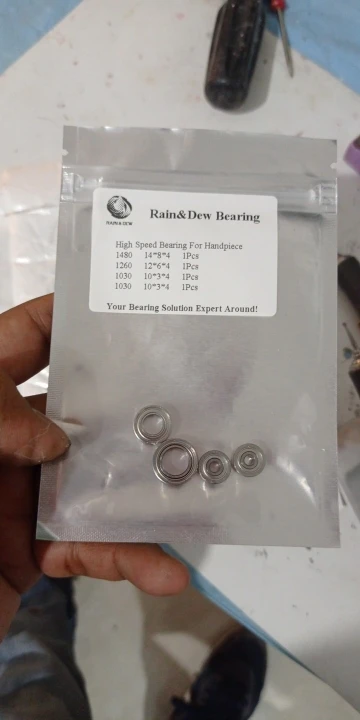 RAIN & DEW
Rain&Dew Bearing
High Speed Bearing For Handpiece
1480 14*8*4 1Pcs
1260 12*6*4 1Pcs
1030 10*3*4 1Pcs
1030 10*3*4 1Pcs
Your Bearing Solution Expert Around!